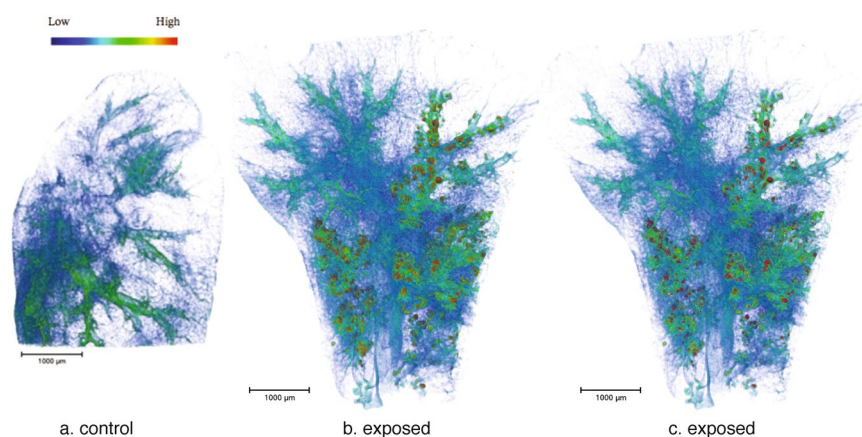 Low High
1000 µm
1000 µm
1000 µm
a. control
b. exposed
c. exposed